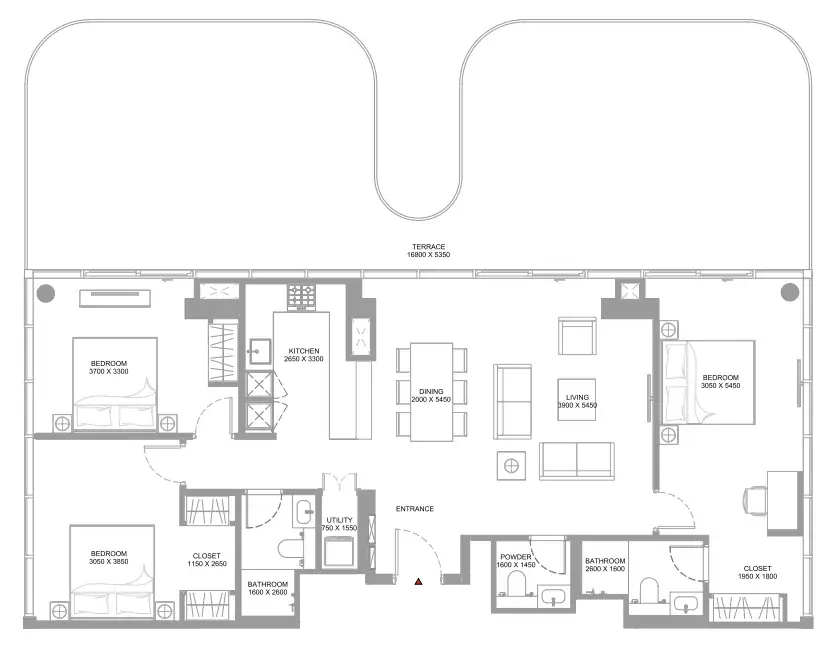 TERRACE
16800 X 5350
BEDROOM
3700 X 3300
KITCHEN
2650 X 3300
DINING
2000 X 5450
LIVING
3900 X 5450
BEDROOM
3050 X 5450
ENTRANCE
UTILITY
750 X 1550
BEDROOM
3050 X 3850
CLOSET
1150 X 2650
BATHROOM
1600 X 2600
POWDER
1600 X 1450
BATHROOM
2600 X 1600
CLOSET
1950 X 1800